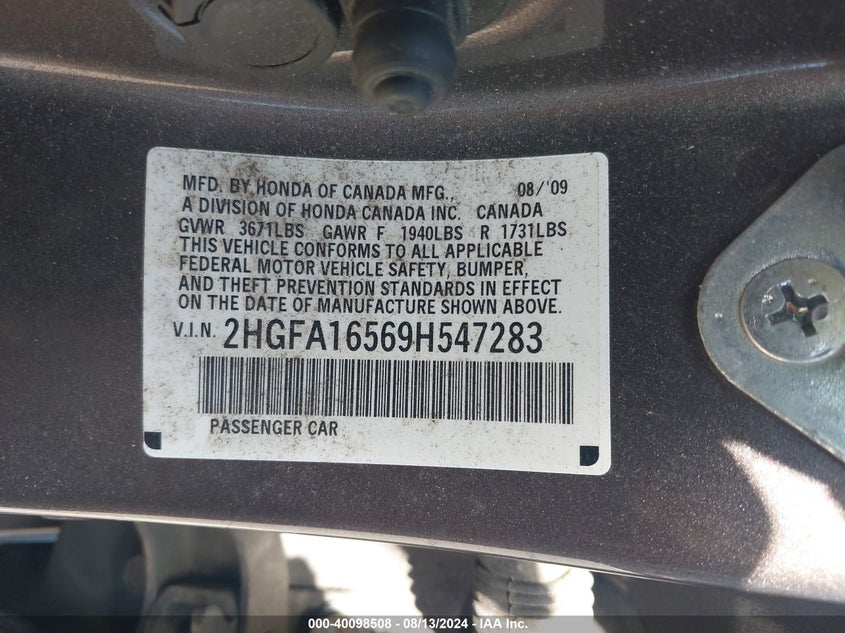 MFD. BY HONDA OF CANADA MFG., 08/'09
A DIVISION OF HONDA CANADA INC. CANADA
GVWR 3671LBS GAWR F 1940LBS R 1731LBS
THIS VEHICLE CONFORMS TO ALL APPLICABLE
FEDERAL MOTOR VEHICLE SAFETY, BUMPER,
AND THEFT PREVENTION STANDARDS IN EFFECT
ON THE DATE OF MANUFACTURE SHOWN ABOVE.
V.I.N. 2HGFA16569H547283
PASSENGER CAR
000-40098508 - 08/13/2024 - IAA Inc.